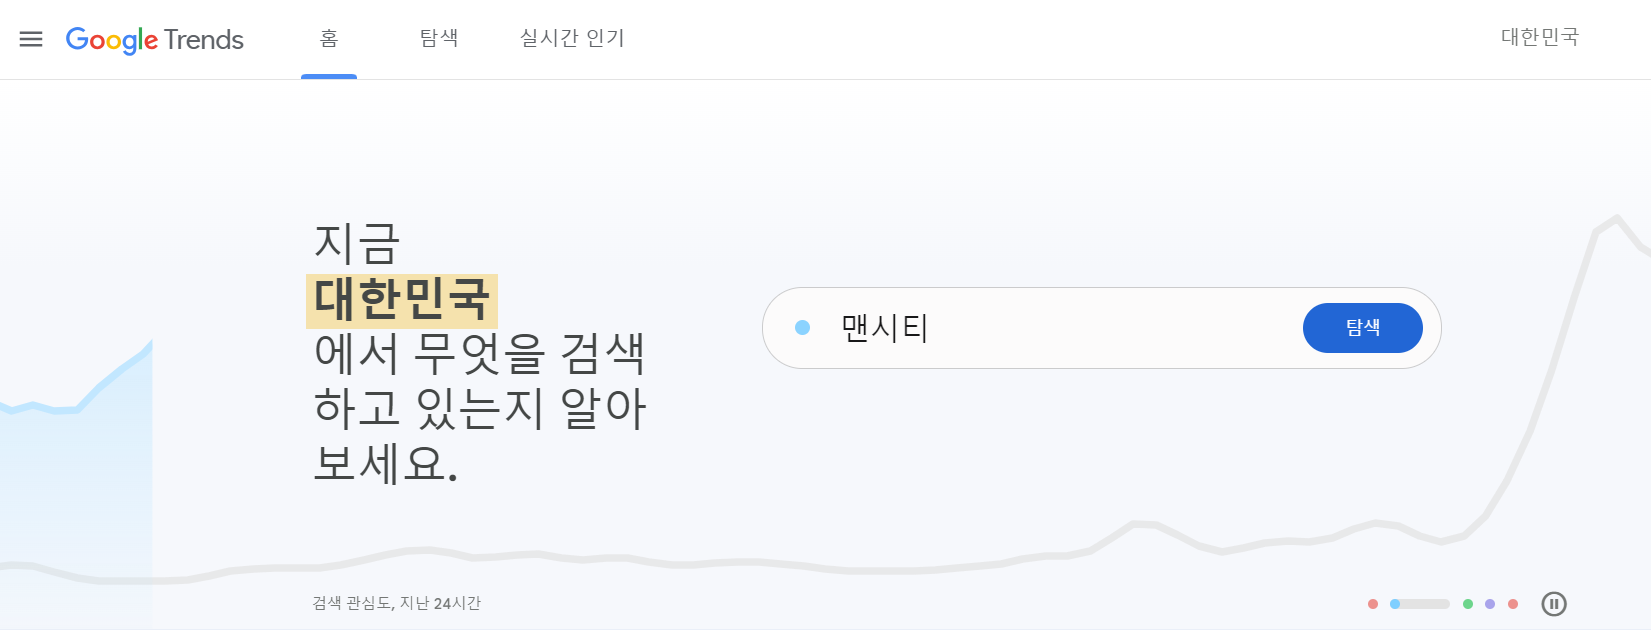 Google Trends 홈 탐색 실시간 인기 대한민국
지금
대한민국
에서 무엇을 검색
하고 있는지 알아
보세요.
맨시티 탐색
검색 관심도, 지난 24시간